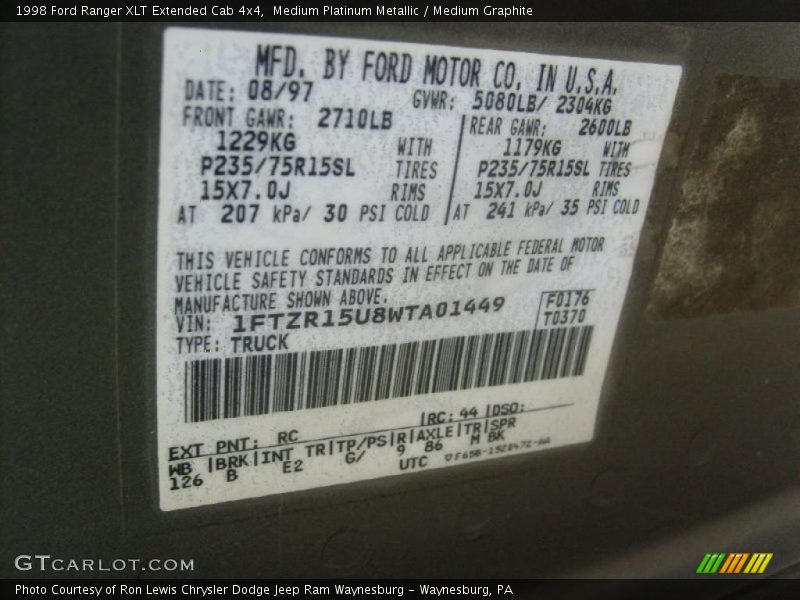 1998 Ford Ranger XLT Extended Cab 4x4, Medium Platinum Metallic / Medium Graphite
MFD. BY FORD MOTOR CO. IN U.S.A.
DATE: 08/97 GVWR: 5080LB/ 2304KG
FRONT GAWR: 2710LB REAR GAWR: 2600LB
1229KG WITH 1179KG WITH
P235/75R15SL TIRES P235/75R15SL TIRES
15X7.0J RIMS 15X7.0J RIMS
AT 207 kPa/ 30 PSI COLD AT 241 kPa/ 35 PSI COLD
THIS VEHICLE CONFORMS TO ALL APPLICABLE FEDERAL MOTOR
VEHICLE SAFETY STANDARDS IN EFFECT ON THE DATE OF
MANUFACTURE SHOWN ABOVE.
VIN: 1FTZR15U8WTA01449 F0176
TYPE: TRUCK T0370
EXT PNT: RC RC: 44 DSO:
WB BRK INT TR TP/PS R AXLE TR SPR
126 B E2 G/ 9 86 M BK
UTC
GTCARLOT.COM
Photo Courtesy of Ron Lewis Chrysler Dodge Jeep Ram Waynesburg - Waynesburg, PA